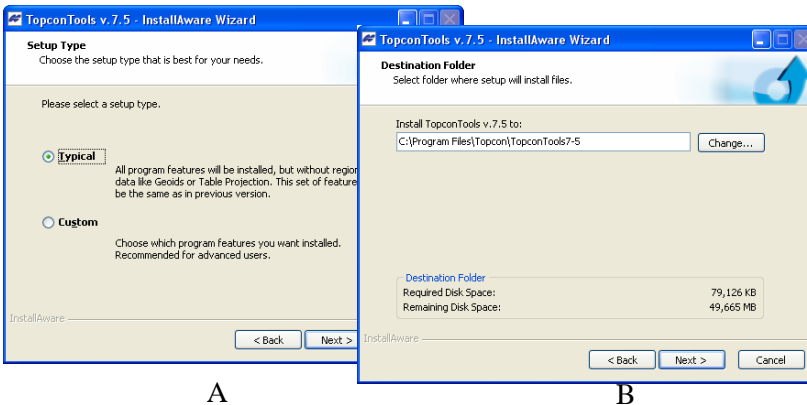 TopconTools v.7.5 - InstallAware Wizard
Setup Type
Choose the setup type that is best for your needs.
Please select a setup type.
Typical
All program features will be installed, but without region
data like Geoids or Table Projection. This set of feature
be the same as in previous version.
Custom
Choose which program features you want installed.
Recommended for advanced users.
InstallAware
< Back
Next >
A
TopconTools v.7.5 - InstallAware Wizard
Destination Folder
Select folder where setup will install files.
Install TopconTools v.7.5 to:
C:\Program Files\Topcon\TopconTools7-5
Change...
Destination Folder
Required Disk Space: 79,126 KB
Remaining Disk Space: 49,665 MB
InstallAware
< Back
Next >
Cancel
B